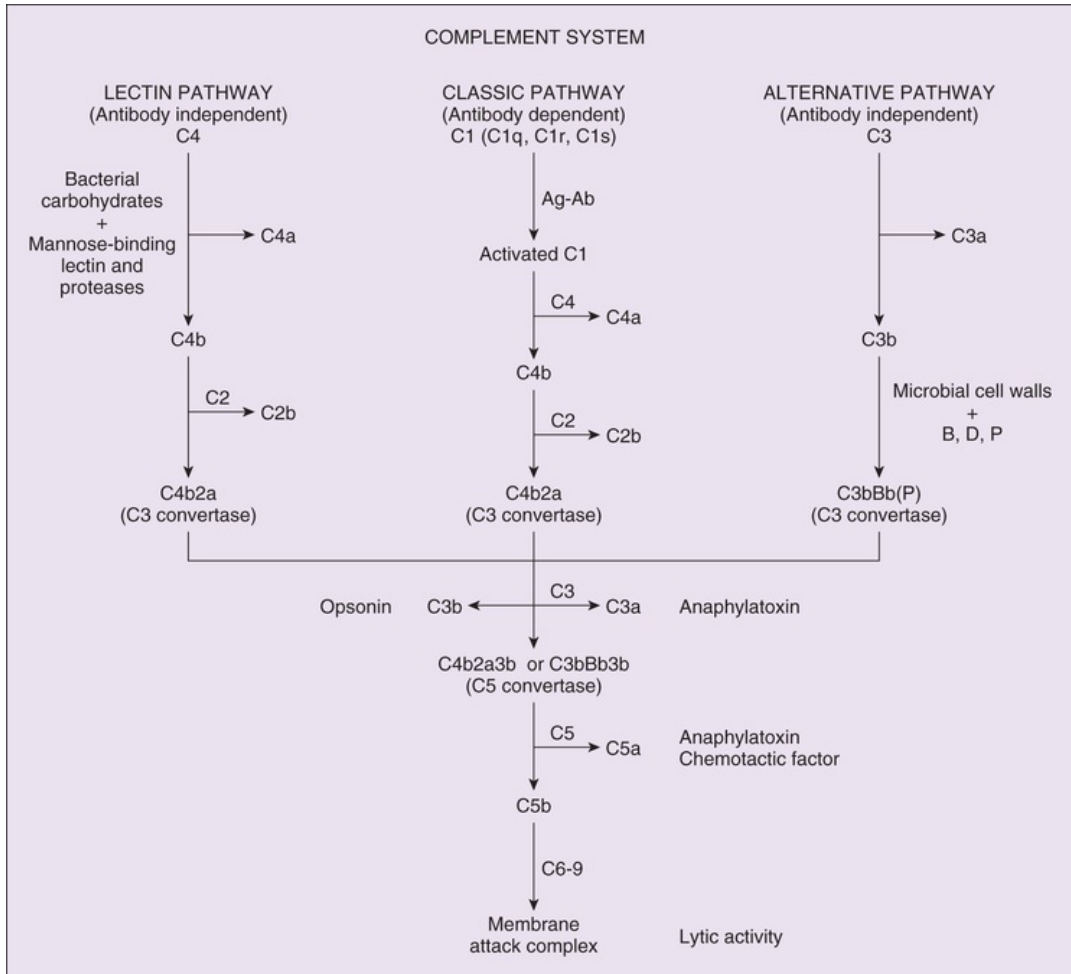 COMPLEMENT SYSTEM
LECTIN PATHWAY
(Antibody independent)
C4
Bacterial
carbohydrates
+
Mannose-binding
lectin and
proteases
C4a
C4b
C2
C2b
C4b2a
(C3 convertase)
CLASSIC PATHWAY
(Antibody dependent)
C1 (C1q, C1r, C1s)
Ag-Ab
Activated C1
C4
C4a
C4b
C2
C2b
C4b2a
(C3 convertase)
ALTERNATIVE PATHWAY
(Antibody independent)
C3
C3a
C3b
Microbial cell walls
+
B, D, P
C3bBb(P)
(C3 convertase)
Opsonin
C3b
C3
C3a
Anaphylatoxin
C4b2a3b or C3bBb3b
(C5 convertase)
C5
C5a
Anaphylatoxin
Chemotactic factor
C5b
C6-9
Membrane
attack complex
Lytic activity